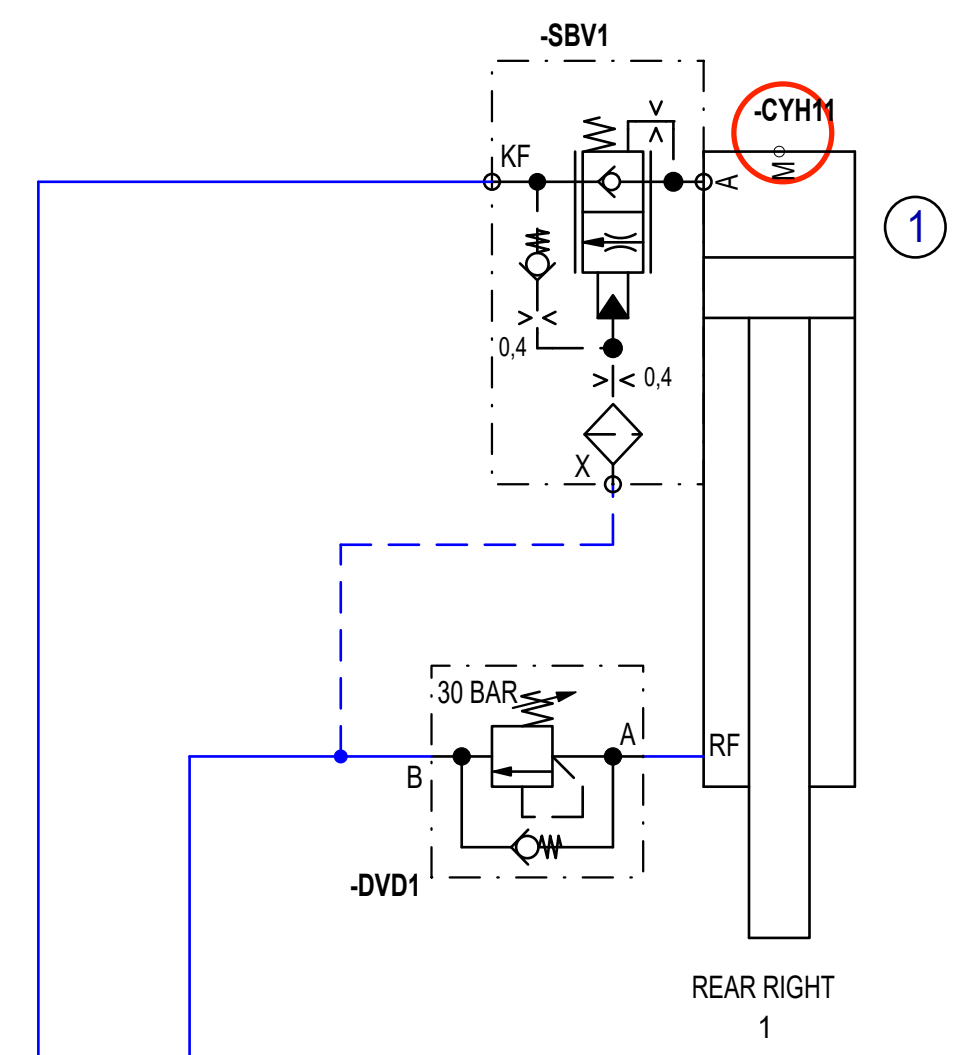 -SBV1
-CYH11
KF
A
M
1
0,4
0,4
X
30 BAR
A
B
RF
-DVD1
REAR RIGHT
1